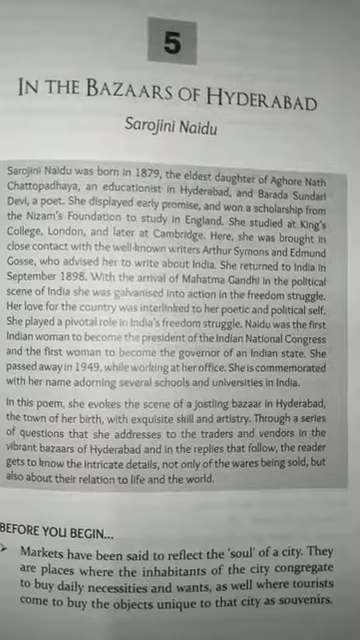 5
IN THE BAZAARS OF HYDERABAD
Sarojini Naidu
Sarojini Naidu was born in 1879, the eldest daughter of Aghore Nath
Chattopadhaya, an educationist in Hyderabad, and Barada Sundari
Devi, a poet. She displayed early promise, and won a scholarship from
the Nizam's Foundation to study in England. She studied at King's
College, London, and later at Cambridge. Here, she was brought in
close contact with the well-known writers Arthur Symons and Edmund
Gosse, who advised her to write about India. She returned to India in
September 1898. With the arrival of Mahatma Gandhi in the political
scene of India she was galvanised into action in the freedom struggle.
Her love for the country was interlinked to her poetic and political self.
She played a pivotal role in India's freedom struggle. Naidu was the first
Indian woman to become the president of the Indian National Congress
and the first woman to become the governor of an Indian state. She
passed away in 1949, while working at her office. She is commemorated
with her name adorning several schools and universities in India.
In this poem, she evokes the scene of a jostling bazaar in Hyderabad,
the town of her birth, with exquisite skill and artistry. Through a series
of questions that she addresses to the traders and vendors in the
vibrant bazaars of Hyderabad and in the replies that follow, the reader
gets to know the intricate details, not only of the wares being sold, but
also about their relation to life and the world.
BEFORE YOU BEGIN...
➤ Markets have been said to reflect the 'soul' of a city. They
are places where the inhabitants of the city congregate
to buy daily necessities and wants, as well where tourists
come to buy the objects unique to that city as souvenirs.